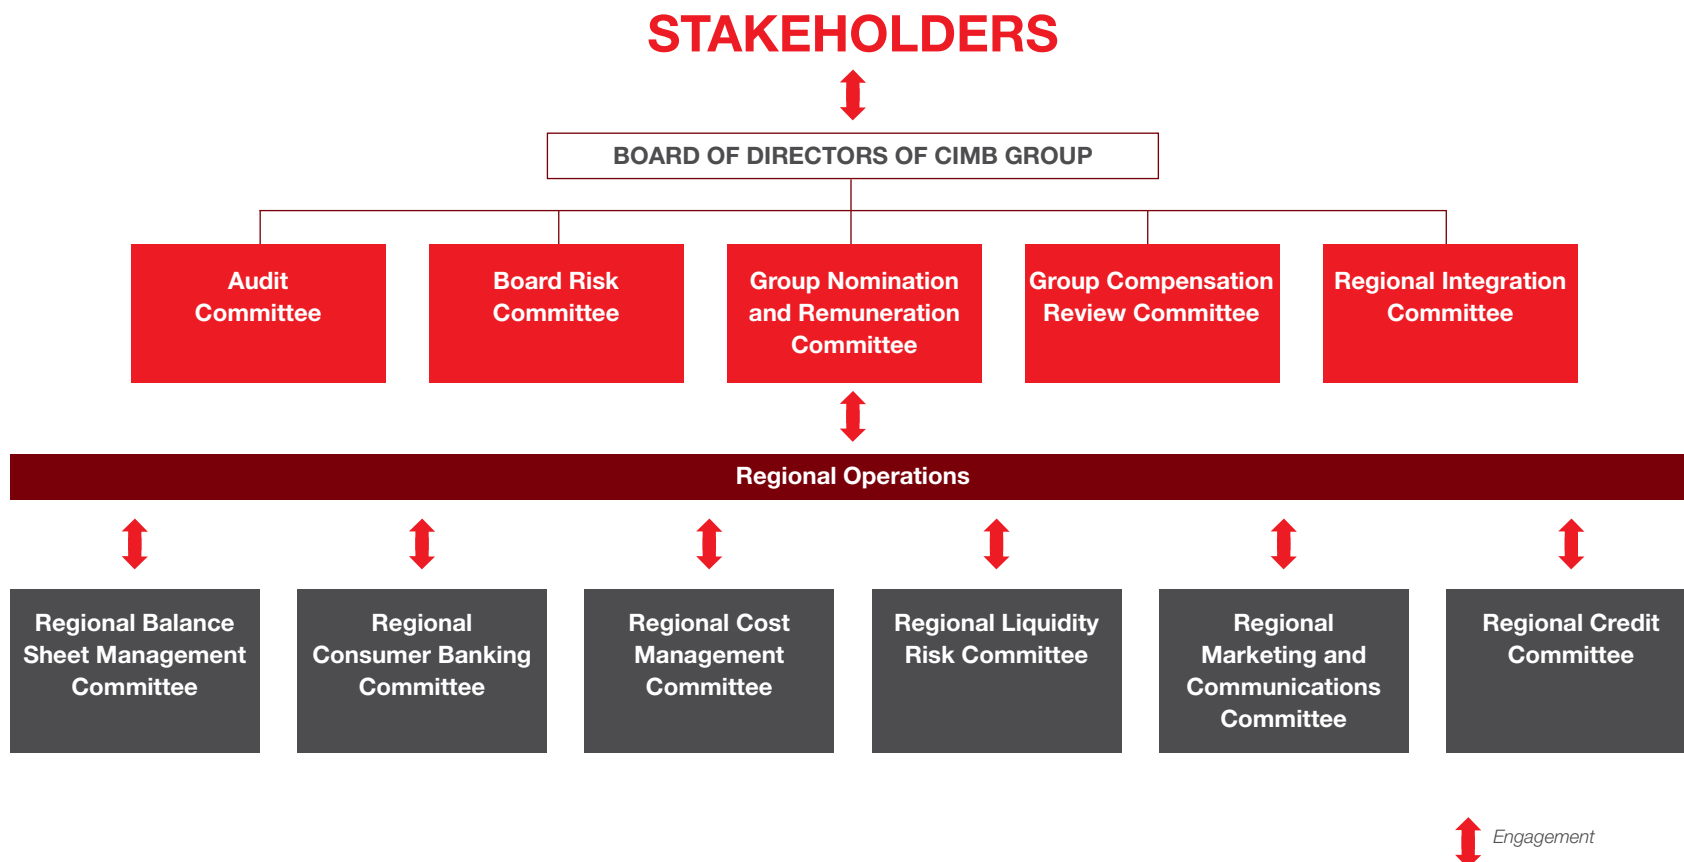 STAKEHOLDERS
BOARD OF DIRECTORS OF CIMB GROUP
Audit
Committee
Board Risk
Committee
Group Nomination
and Remuneration
Committee
Group Compensation
Review Committee
Regional Integration
Committee
Regional Operations
Regional Balance
Sheet Management
Committee
Regional
Consumer Banking
Committee
Regional Cost
Management
Committee
Regional Liquidity
Risk Committee
Regional
Marketing and
Communications
Committee
Regional Credit
Committee
Engagement